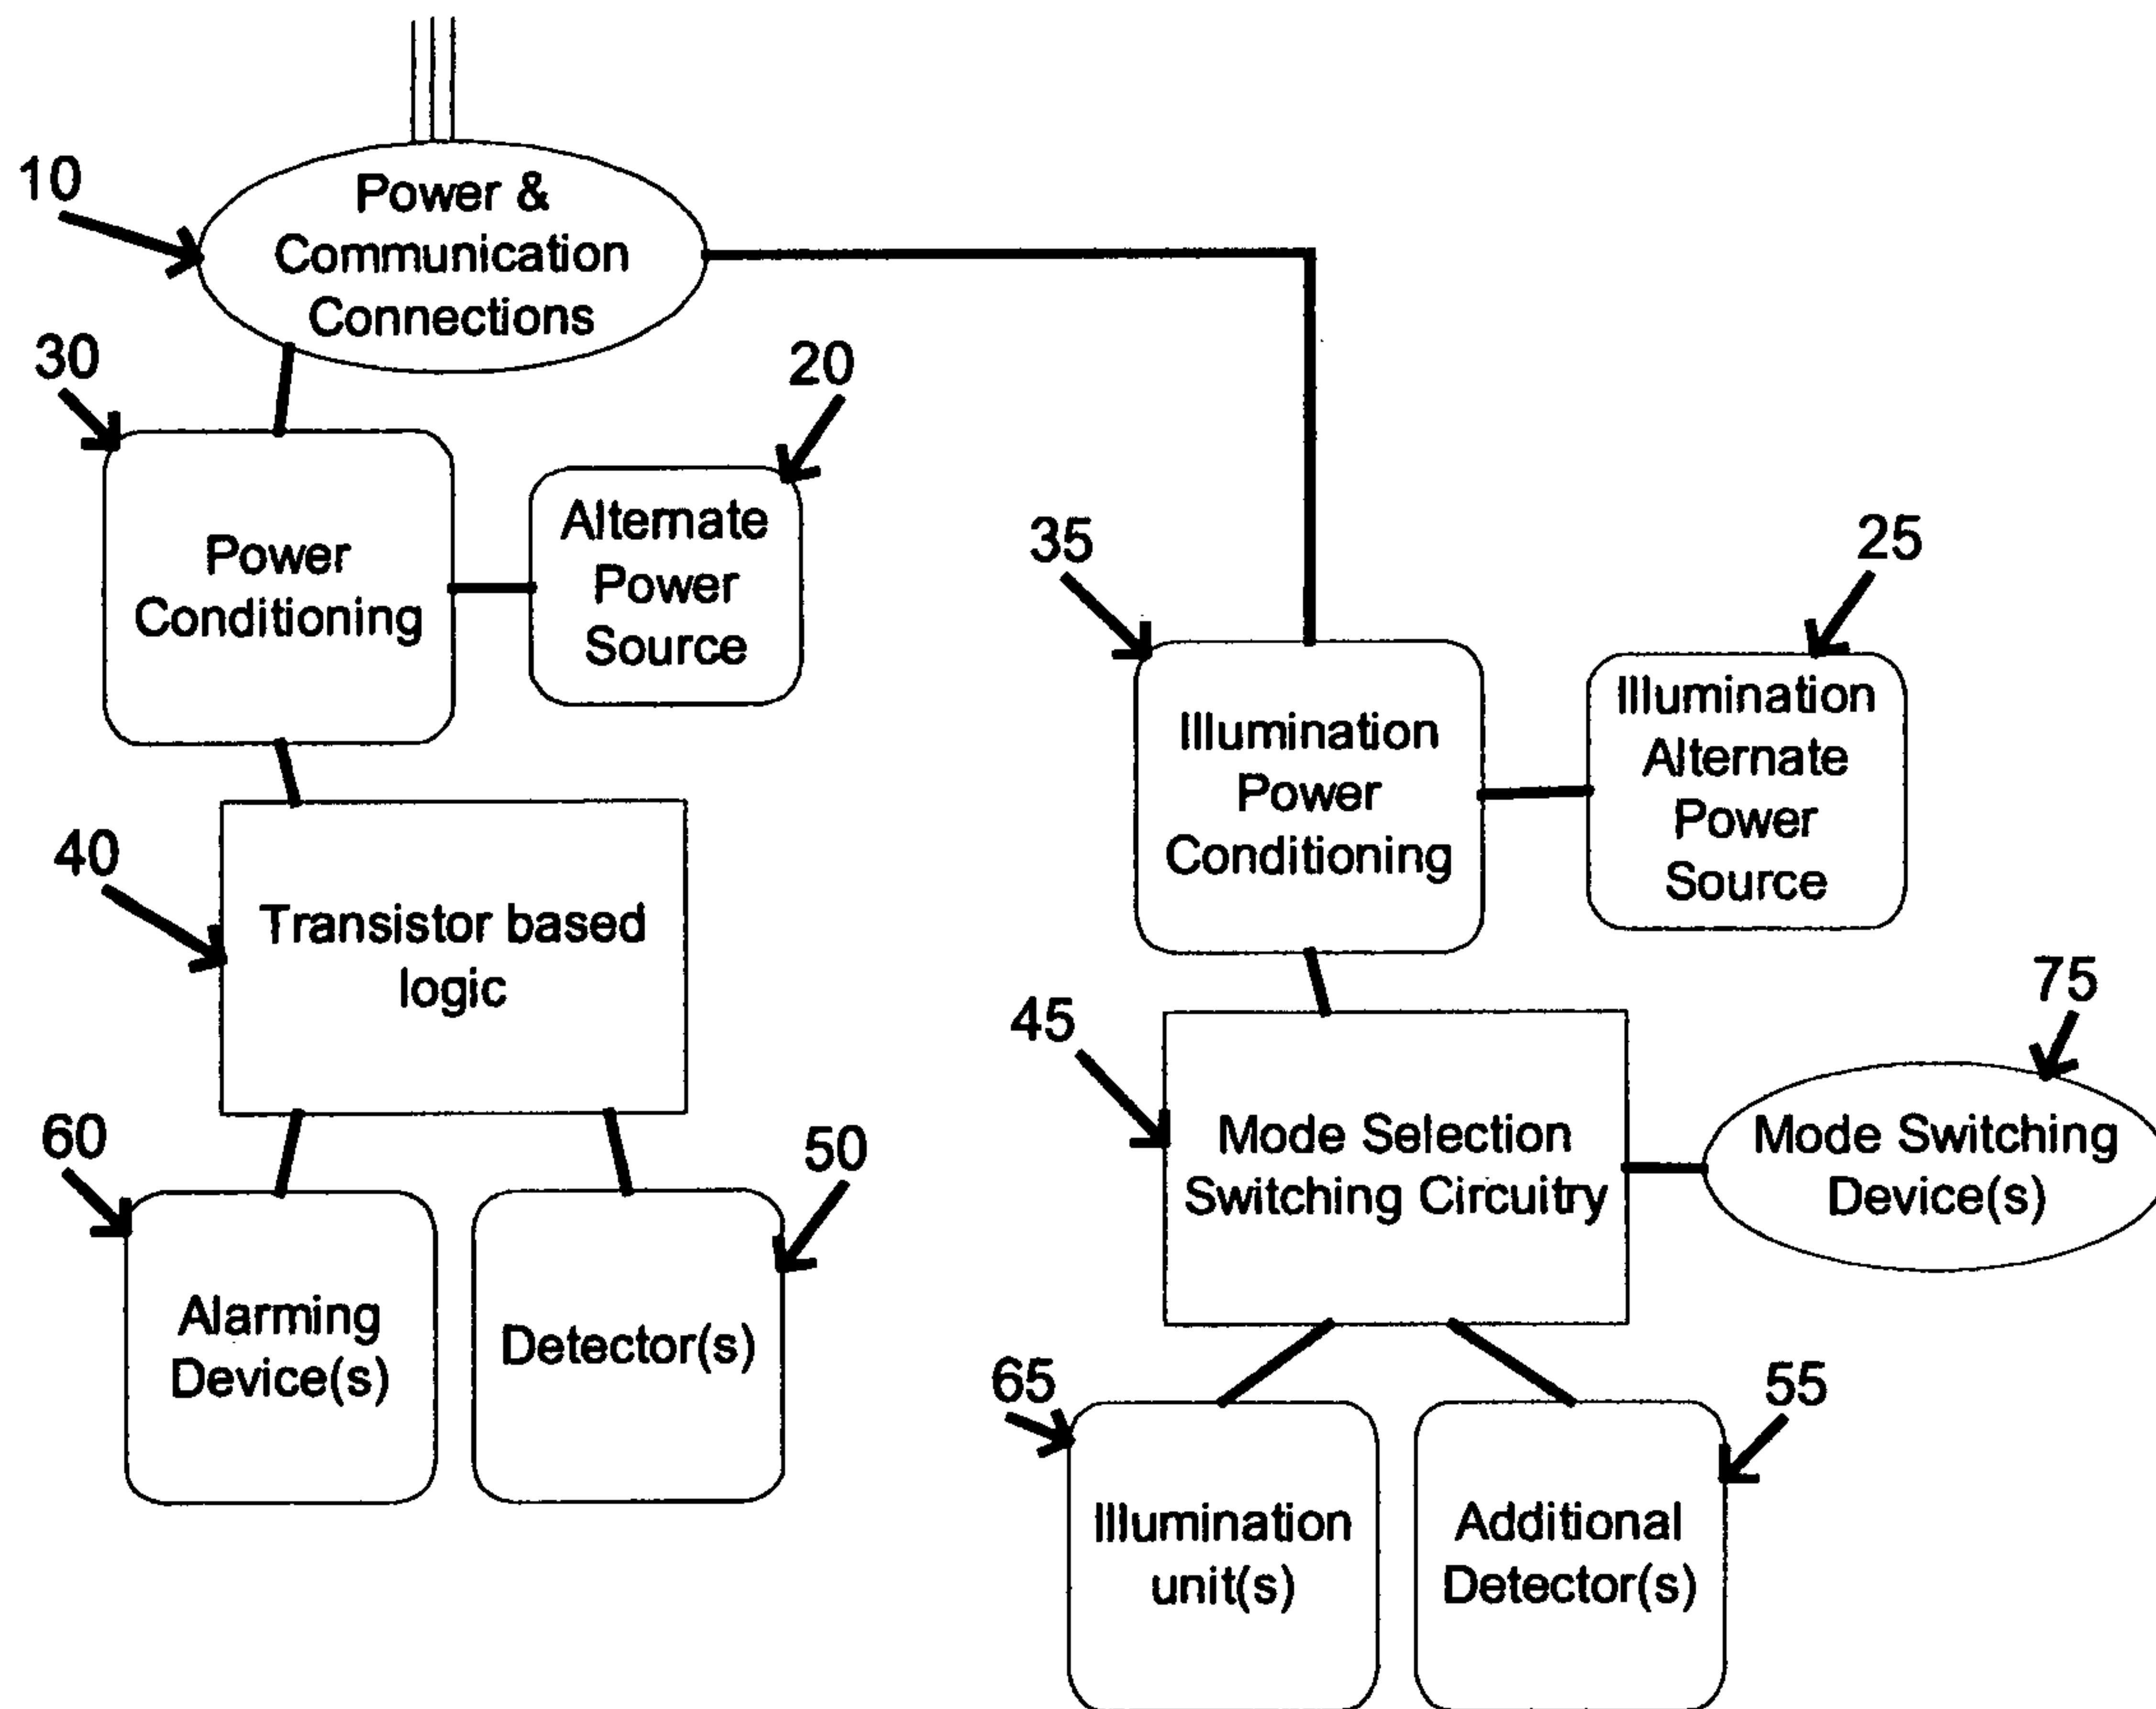 10
Power &
Communication
Connections
30
20
Power
Conditioning
Alternate
Power
Source
35
25
Illumination
Power
Conditioning
Illumination
Alternate
Power
Source
40
Transistor based
logic
45
75
Mode Selection
Switching Circuitry
Mode Switching
Device(s)
60
50
Alarming
Device(s)
Detector(s)
65
55
Illumination
unit(s)
Additional
Detector(s)